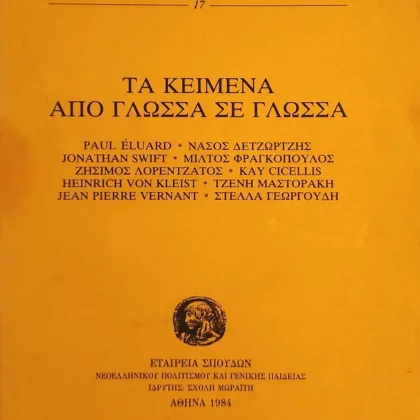 17
ΤΑ ΚΕΙΜΕΝΑ
ΑΠΟ ΓΛΩΣΣΑ ΣΕ ΓΛΩΣΣΑ
PAUL ÉLUARD • ΝΑΣΟΣ ΔΕΤΖΩΡΤΖΗΣ
JONATHAN SWIFT • ΜΙΛΤΟΣ ΦΡΑΓΚΟΠΟΥΛΟΣ
ΖΗΣΙΜΟΣ ΛΟΡΕΝΤΖΑΤΟΣ • KAY CICELLIS
HEINRICH VON KLEIST • ΤΖΕΝΗ ΜΑΣΤΟΡΑΚΗ
JEAN PIERRE VERNANT • ΣΤΕΛΛΑ ΓΕΩΡΓΟΥΔΗ
ΕΤΑΙΡΕΙΑ ΣΠΟΥΔΩΝ
ΝΕΟΕΛΛΗΝΙΚΟΥ ΠΟΛΙΤΙΣΜΟΥ ΚΑΙ ΓΕΝΙΚΗΣ ΠΑΙΔΕΙΑΣ
ΙΔΡΥΤΗΣ: ΣΧΟΛΗ ΜΩΡΑΪΤΗ
ΑΘΗΝΑ 1984